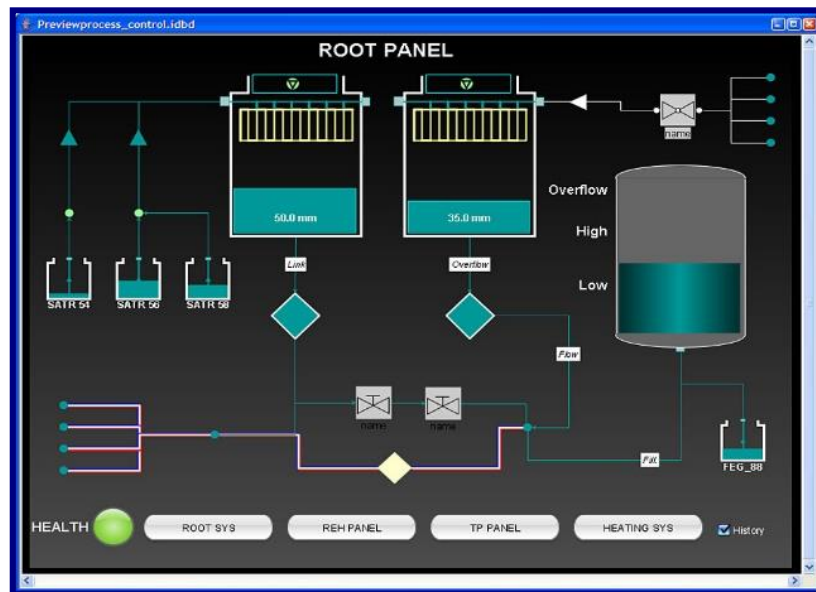 Previewprocess_control.idbd
ROOT PANEL
name
Overflow
High
Low
50.0 mm
35.0 mm
Link
Overflow
SATR 54
SATR 56
SATR 58
Flow
name
name
FEG_88
HEALTH
ROOT SYS
REH PANEL
TP PANEL
HEATING SYS
History